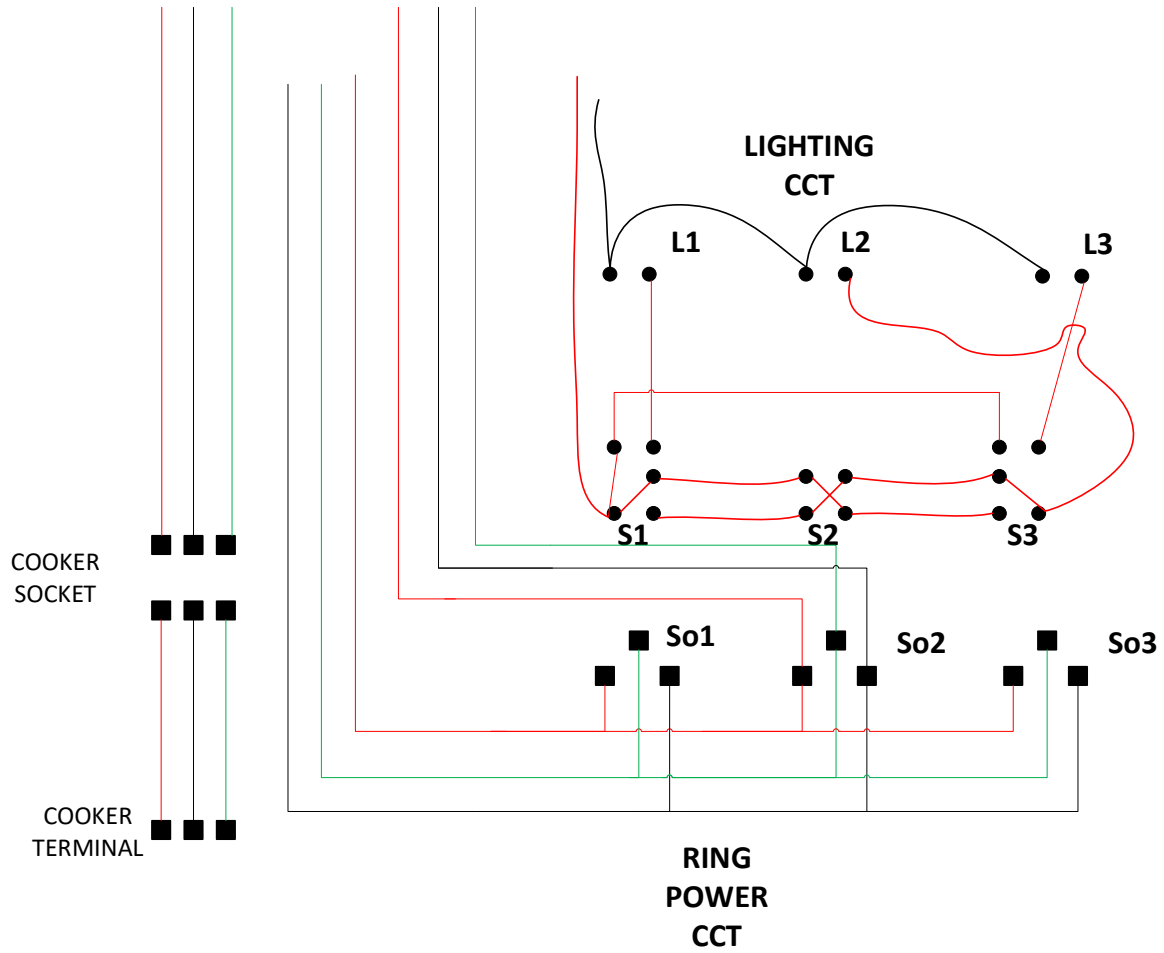 LIGHTING
CCT
L1
L2
L3
S1
S2
S3
COOKER
SOCKET
So1
So2
So3
COOKER
TERMINAL
RING
POWER
CCT